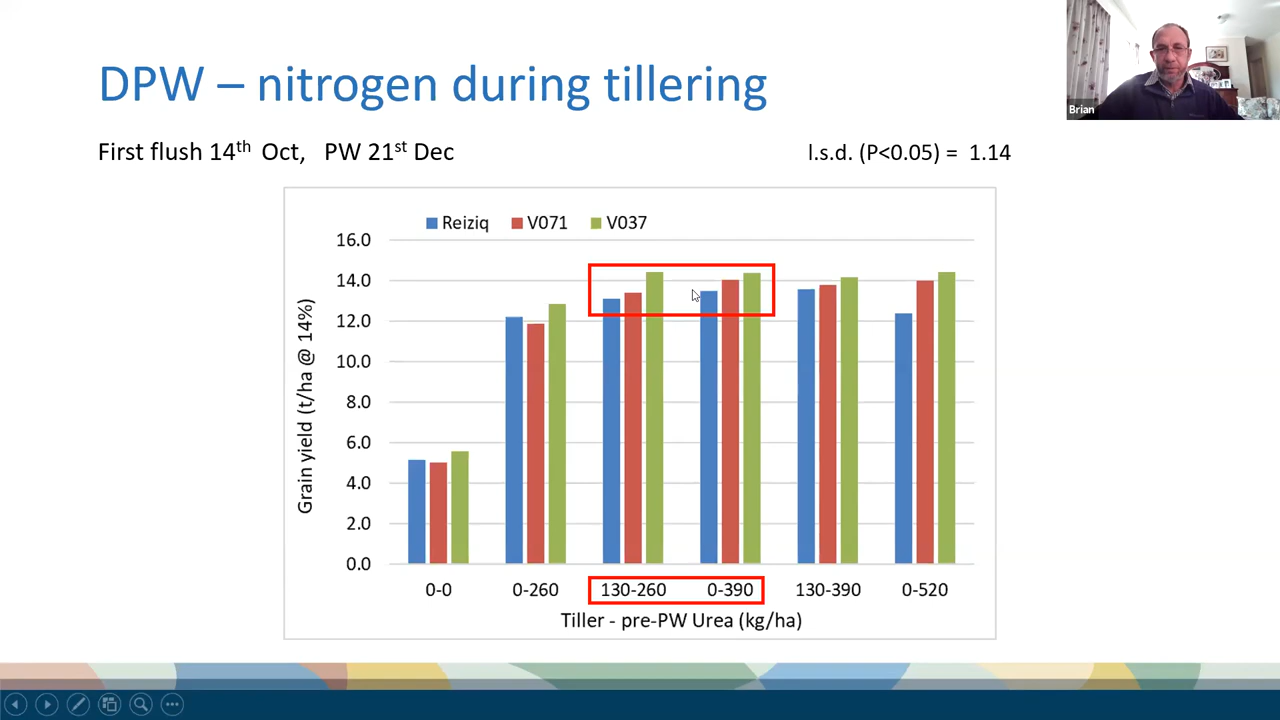 DPW – nitrogen during tillering
Brian
First flush 14th Oct, PW 21st Dec
l.s.d. (P<0.05) = 1.14
Reiziq V071 V037
16.0
14.0
12.0
10.0
8.0
6.0
4.0
2.0
0.0
Grain yield (t/ha @ 14%)
0-0 0-260 130-260 0-390 130-390 0-520
Tiller - pre-PW Urea (kg/ha)